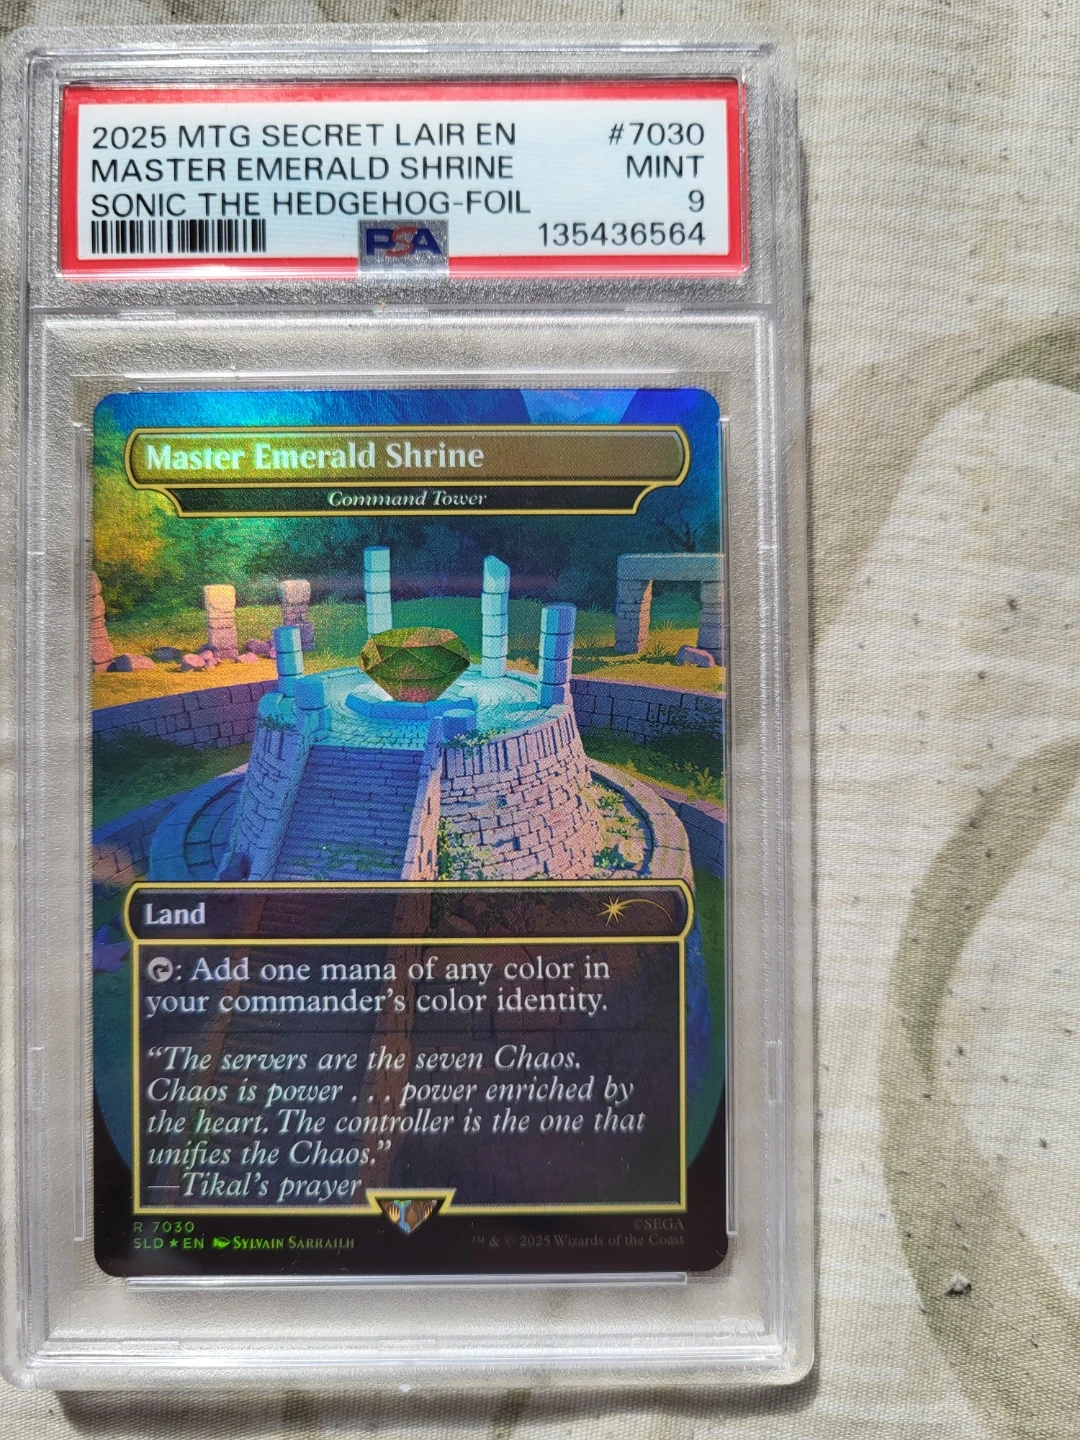 2025 MTG SECRET LAIR EN #7030
MASTER EMERALD SHRINE MINT
SONIC THE HEDGEHOG-FOIL 9
PSA 135436564
Master Emerald Shrine
Command Tower
Land
: Add one mana of any color in
your commander's color identity.
“The servers are the seven Chaos.
Chaos is power . . . power enriched by
the heart. The controller is the one that
unifies the Chaos.”
—Tikal's prayer
R 7030 ©SEGA
SLD ★ EN SYLVAIN SARRAILH ™ & © 2025 Wizards of the Coast